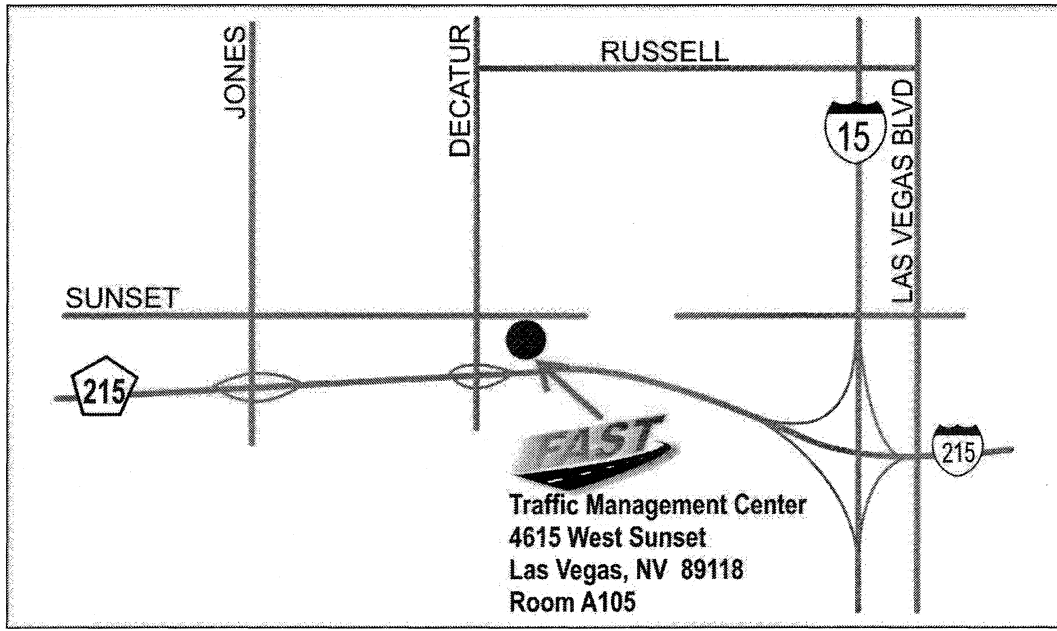 JONES
DECATUR
RUSSELL
15
LAS VEGAS BLVD
SUNSET
215
215
FAST
Traffic Management Center
4615 West Sunset
Las Vegas, NV 89118
Room A105